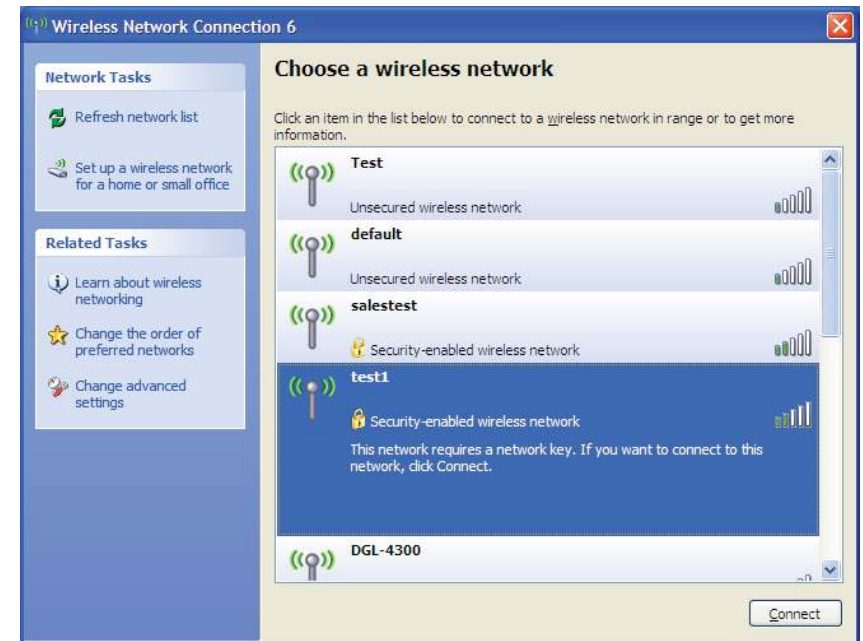 Wireless Network Connection 6
Network Tasks
Refresh network list
Set up a wireless network
for a home or small office
Related Tasks
Learn about wireless
networking
Change the order of
preferred networks
Change advanced
settings
Choose a wireless network
Click an item in the list below to connect to a wireless network in range or to get more
information.
Test
Unsecured wireless network
default
Unsecured wireless network
salestest
Security-enabled wireless network
test1
Security-enabled wireless network
This network requires a network key. If you want to connect to this
network, click Connect.
DGL-4300
Connect